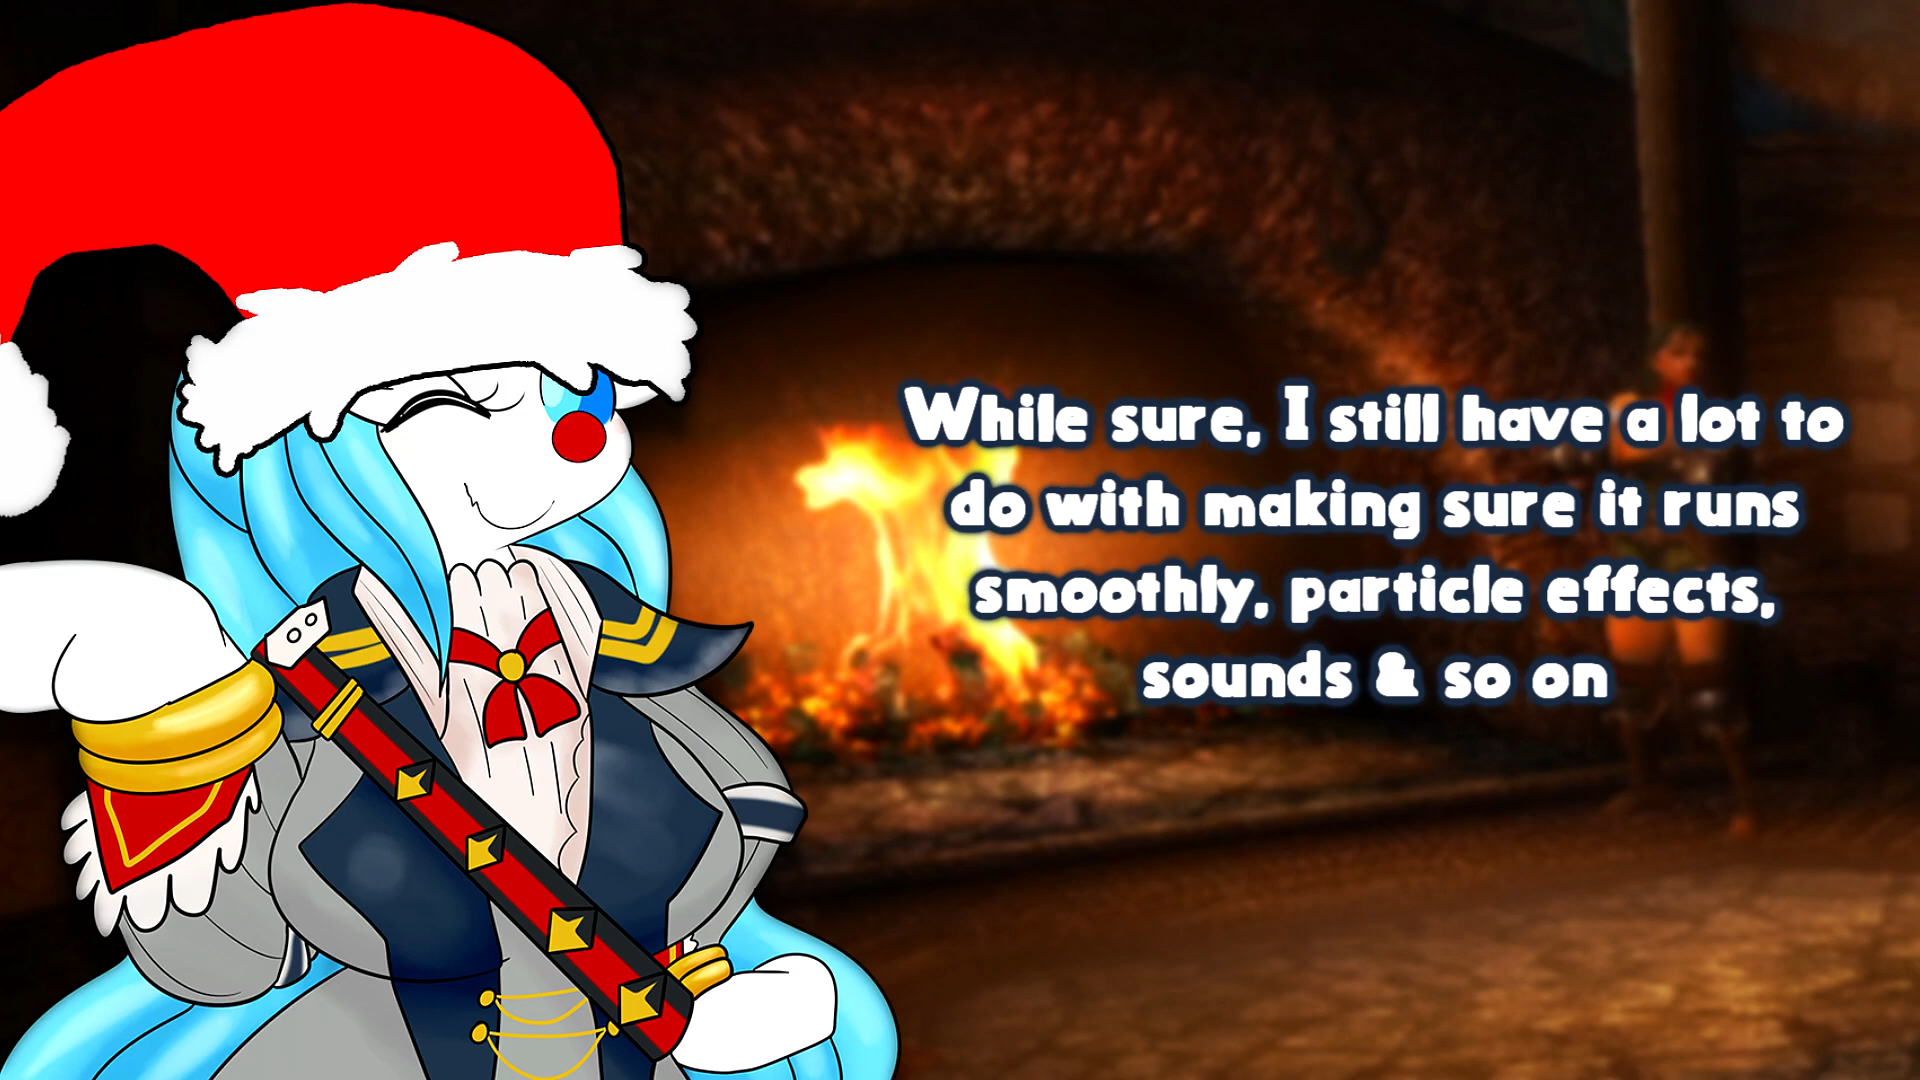 While sure, I still have a lot to
do with making sure it runs
smoothly, particle effects,
sounds & so on